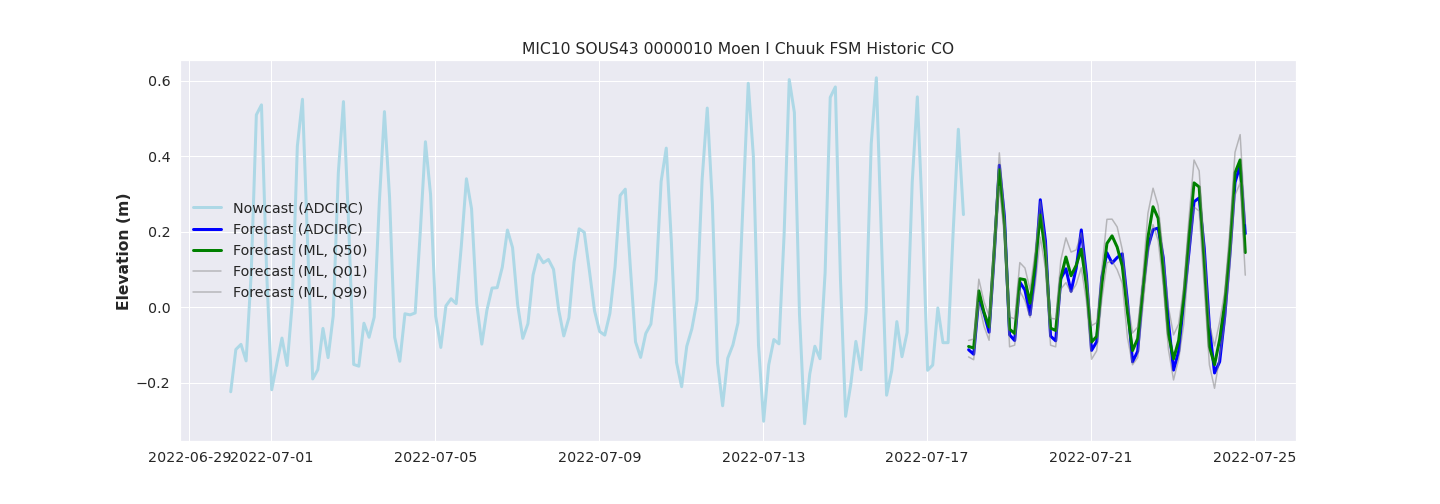 MIC10 SOUS43 0000010 Moen I Chuuk FSM Historic CO
Elevation (m)
0.6
0.4
0.2
0.0
−0.2
Nowcast (ADCIRC)
Forecast (ADCIRC)
Forecast (ML, Q50)
Forecast (ML, Q01)
Forecast (ML, Q99)
2022-06-29 2022-07-01 2022-07-05 2022-07-09 2022-07-13 2022-07-17 2022-07-21 2022-07-25